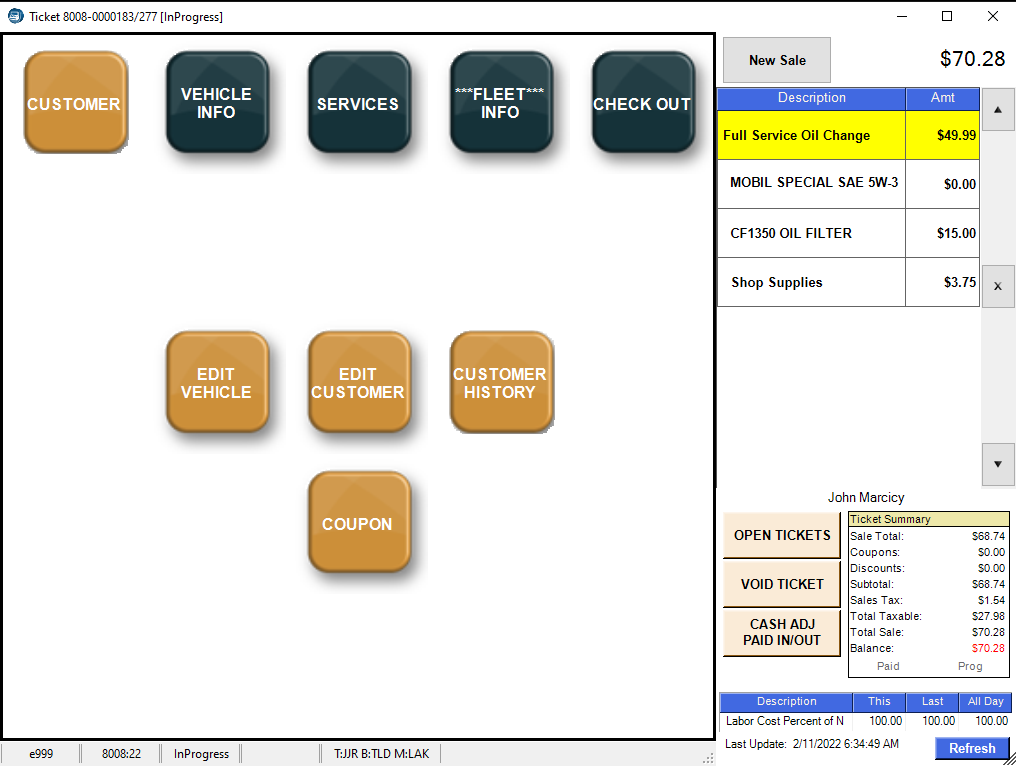 Ticket 8008-0000183/277 [InProgress]
CUSTOMER
VEHICLE
INFO
SERVICES
***FLEET***
INFO
CHECK OUT
EDIT
VEHICLE
EDIT
CUSTOMER
CUSTOMER
HISTORY
COUPON
New Sale
$70.28
Description Amt
Full Service Oil Change $49.99
MOBIL SPECIAL SAE 5W-3 $0.00
CF1350 OIL FILTER $15.00
Shop Supplies $3.75
x
John Marcicy
OPEN TICKETS
VOID TICKET
CASH ADJ
PAID IN/OUT
Ticket Summary
Sale Total: $68.74
Coupons: $0.00
Discounts: $0.00
Subtotal: $68.74
Sales Tax: $1.54
Total Taxable: $27.98
Total Sale: $70.28
Balance: $70.28
Paid Prog
Description This Last All Day
Labor Cost Percent of N 100.00 100.00 100.00
Last Update: 2/11/2022 6:34:49 AM
Refresh
e999 8008:22 InProgress T:JJR B:TLD M:LAK